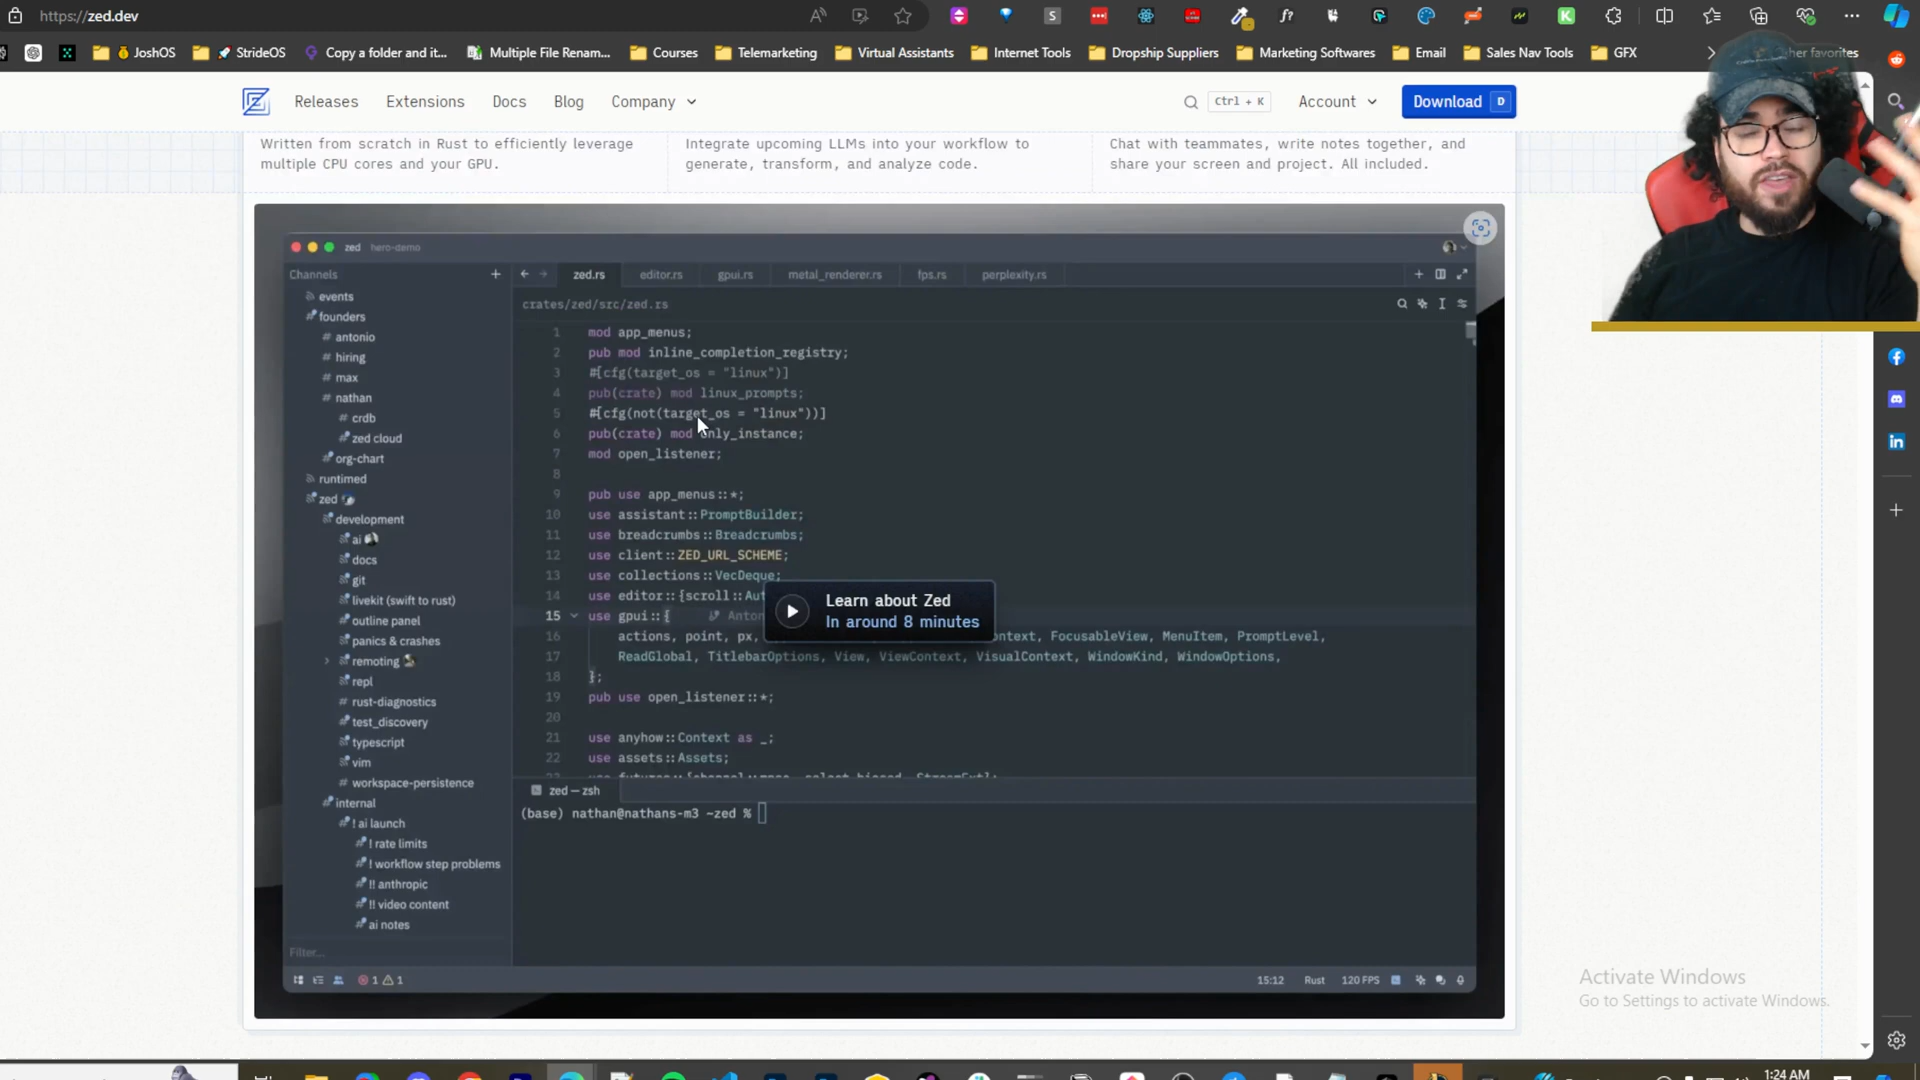 https://zed.dev
JoshOS
StrideOS
Copy a folder and it...
Multiple File Renam...
Courses
Telemarketing
Virtual Assistants
Internet Tools
Dropship Suppliers
Marketing Softwares
Email
Sales Nav Tools
GFX
her favorites
Releases
Extensions
Docs
Blog
Company
Ctrl + K
Account
Download D
Written from scratch in Rust to efficiently leverage
multiple CPU cores and your GPU.
Integrate upcoming LLMs into your workflow to
generate, transform, and analyze code.
Chat with teammates, write notes together, and
share your screen and project. All included.
zed hero-demo
Channels
events
founders
# antonio
# hiring
# max
# nathan
# crdb
zed cloud
org-chart
runtimed
zed
development
ai
docs
git
livekit (swift to rust)
outline panel
panics & crashes
remoting
repl
# rust-diagnostics
test_discovery
typescript
vim
# workspace-persistence
internal
! ai launch
! rate limits
! workflow step problems
!! anthropic
!! video content
ai notes
Filter...
zed.rs
editor.rs
gpui.rs
metal_renderer.rs
fps.rs
perplexity.rs
crates/zed/src/zed.rs
1 mod app_menus;
2 pub mod inline_completion_registry;
3 #[cfg(target_os = "linux")]
4 pub(crate) mod linux_prompts;
5 #[cfg(not(target_os = "linux"))]
6 pub(crate) mod only_instance;
7 mod open_listener;
8
9 pub use app_menus::*;
10 use assistant::PromptBuilder;
11 use breadcrumbs::Breadcrumbs;
12 use client::ZED_URL_SCHEME;
13 use collections::VecDeque;
14 use editor::{scroll::Aut
15 use gpui::{ Anton
16 actions, point, px, ontext, FocusableView, MenuItem, PromptLevel,
17 ReadGlobal, TitlebarOptions, View, ViewContext, VisualContext, WindowKind, WindowOptions,
18 };
19 pub use open_listener::*;
20
21 use anyhow::Context as _;
22 use assets::Assets;
Learn about Zed
In around 8 minutes
zed — zsh
(base) nathan@nathans-m3 ~zed %
1 1
15:12
Rust
120 FPS
Activate Windows
Go to Settings to activate Windows.
1:24 AM